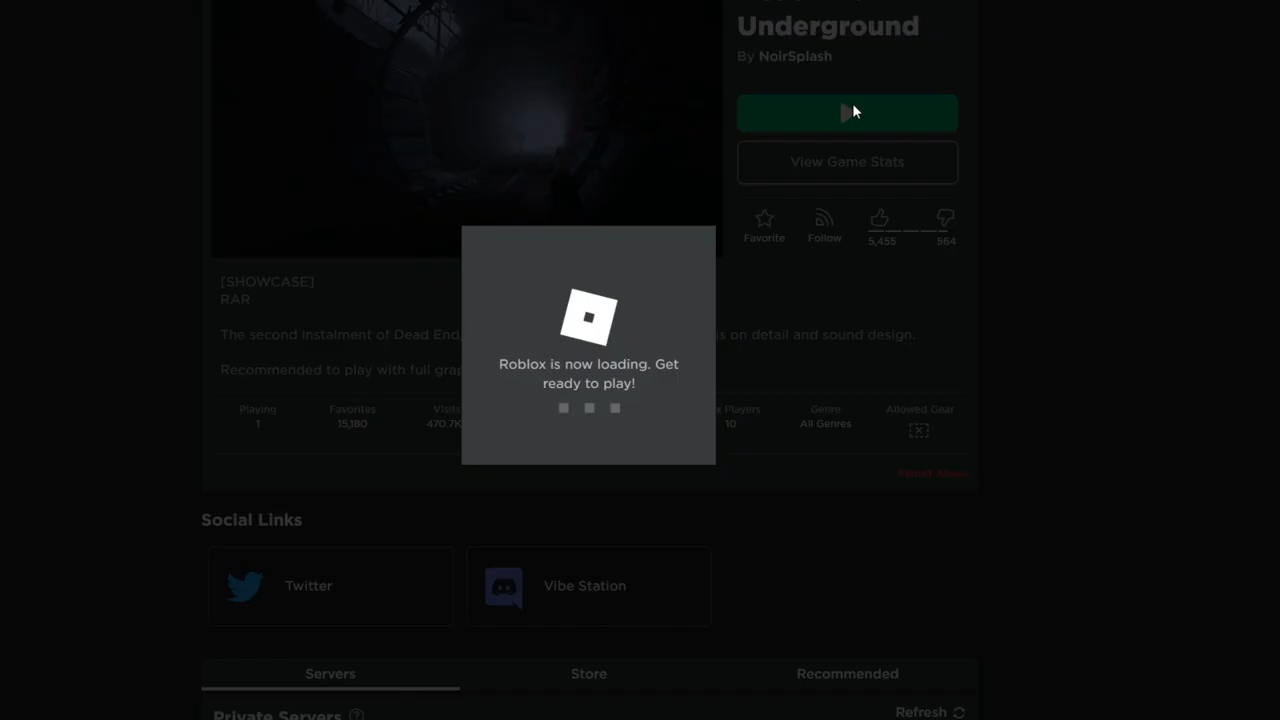 Underground
By NoirSplash
View Game Stats
Favorite
Follow
5,455
564
[SHOWCASE]
RAR
The second instalment of Dead End,
is on detail and sound design.
Recommended to play with full grap
Roblox is now loading. Get
ready to play!
Playing
Favorites
Visits
Players
Genre
Allowed Gear
1
15,180
470.7K
10
All Genres
Report Abuse
Social Links
Twitter
Vibe Station
Servers
Store
Recommended
Private Servers
Refresh